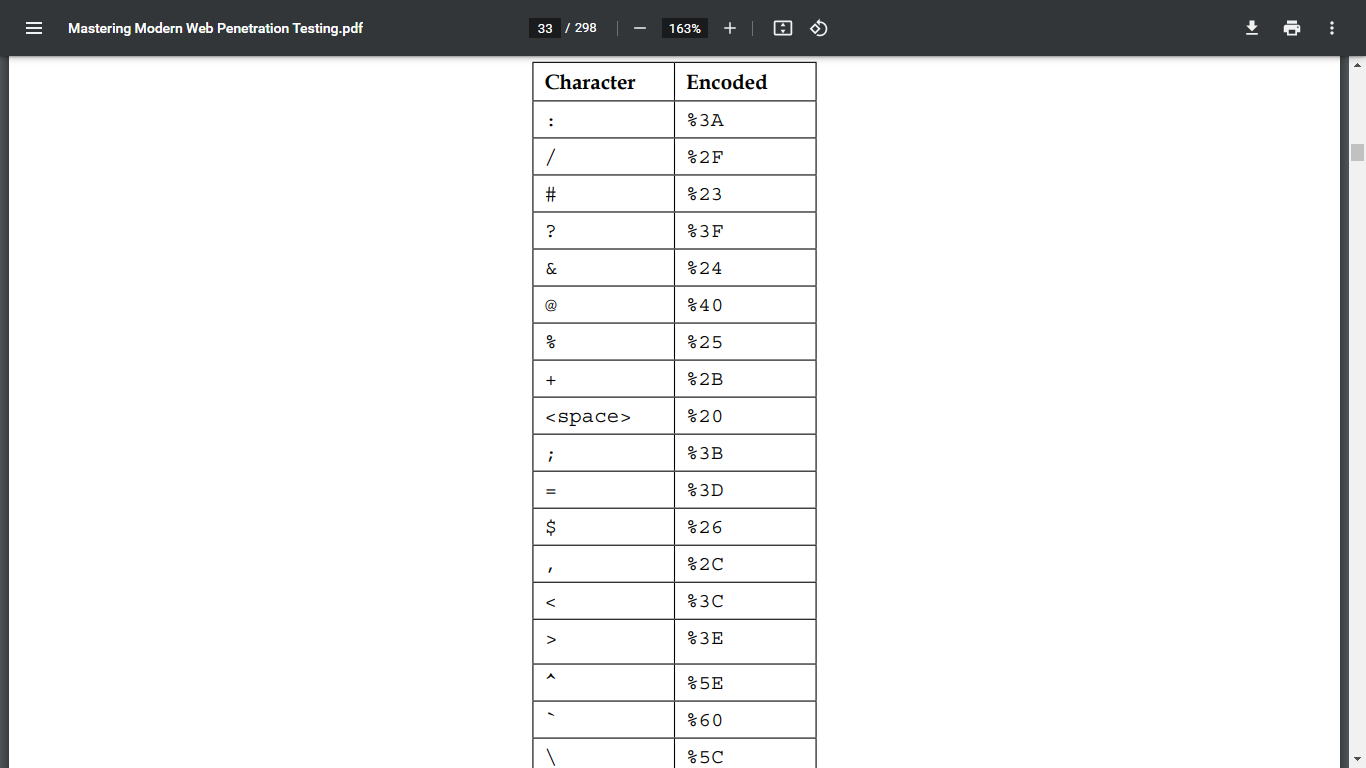 Mastering Modern Web Penetration Testing.pdf
33 / 298
163%
Character Encoded
: %3A
/ %2F
# %23
? %3F
& %24
@ %40
% %25
+ %2B
<space> %20
; %3B
= %3D
$ %26
, %2C
< %3C
> %3E
^ %5E
` %60
\ %5C